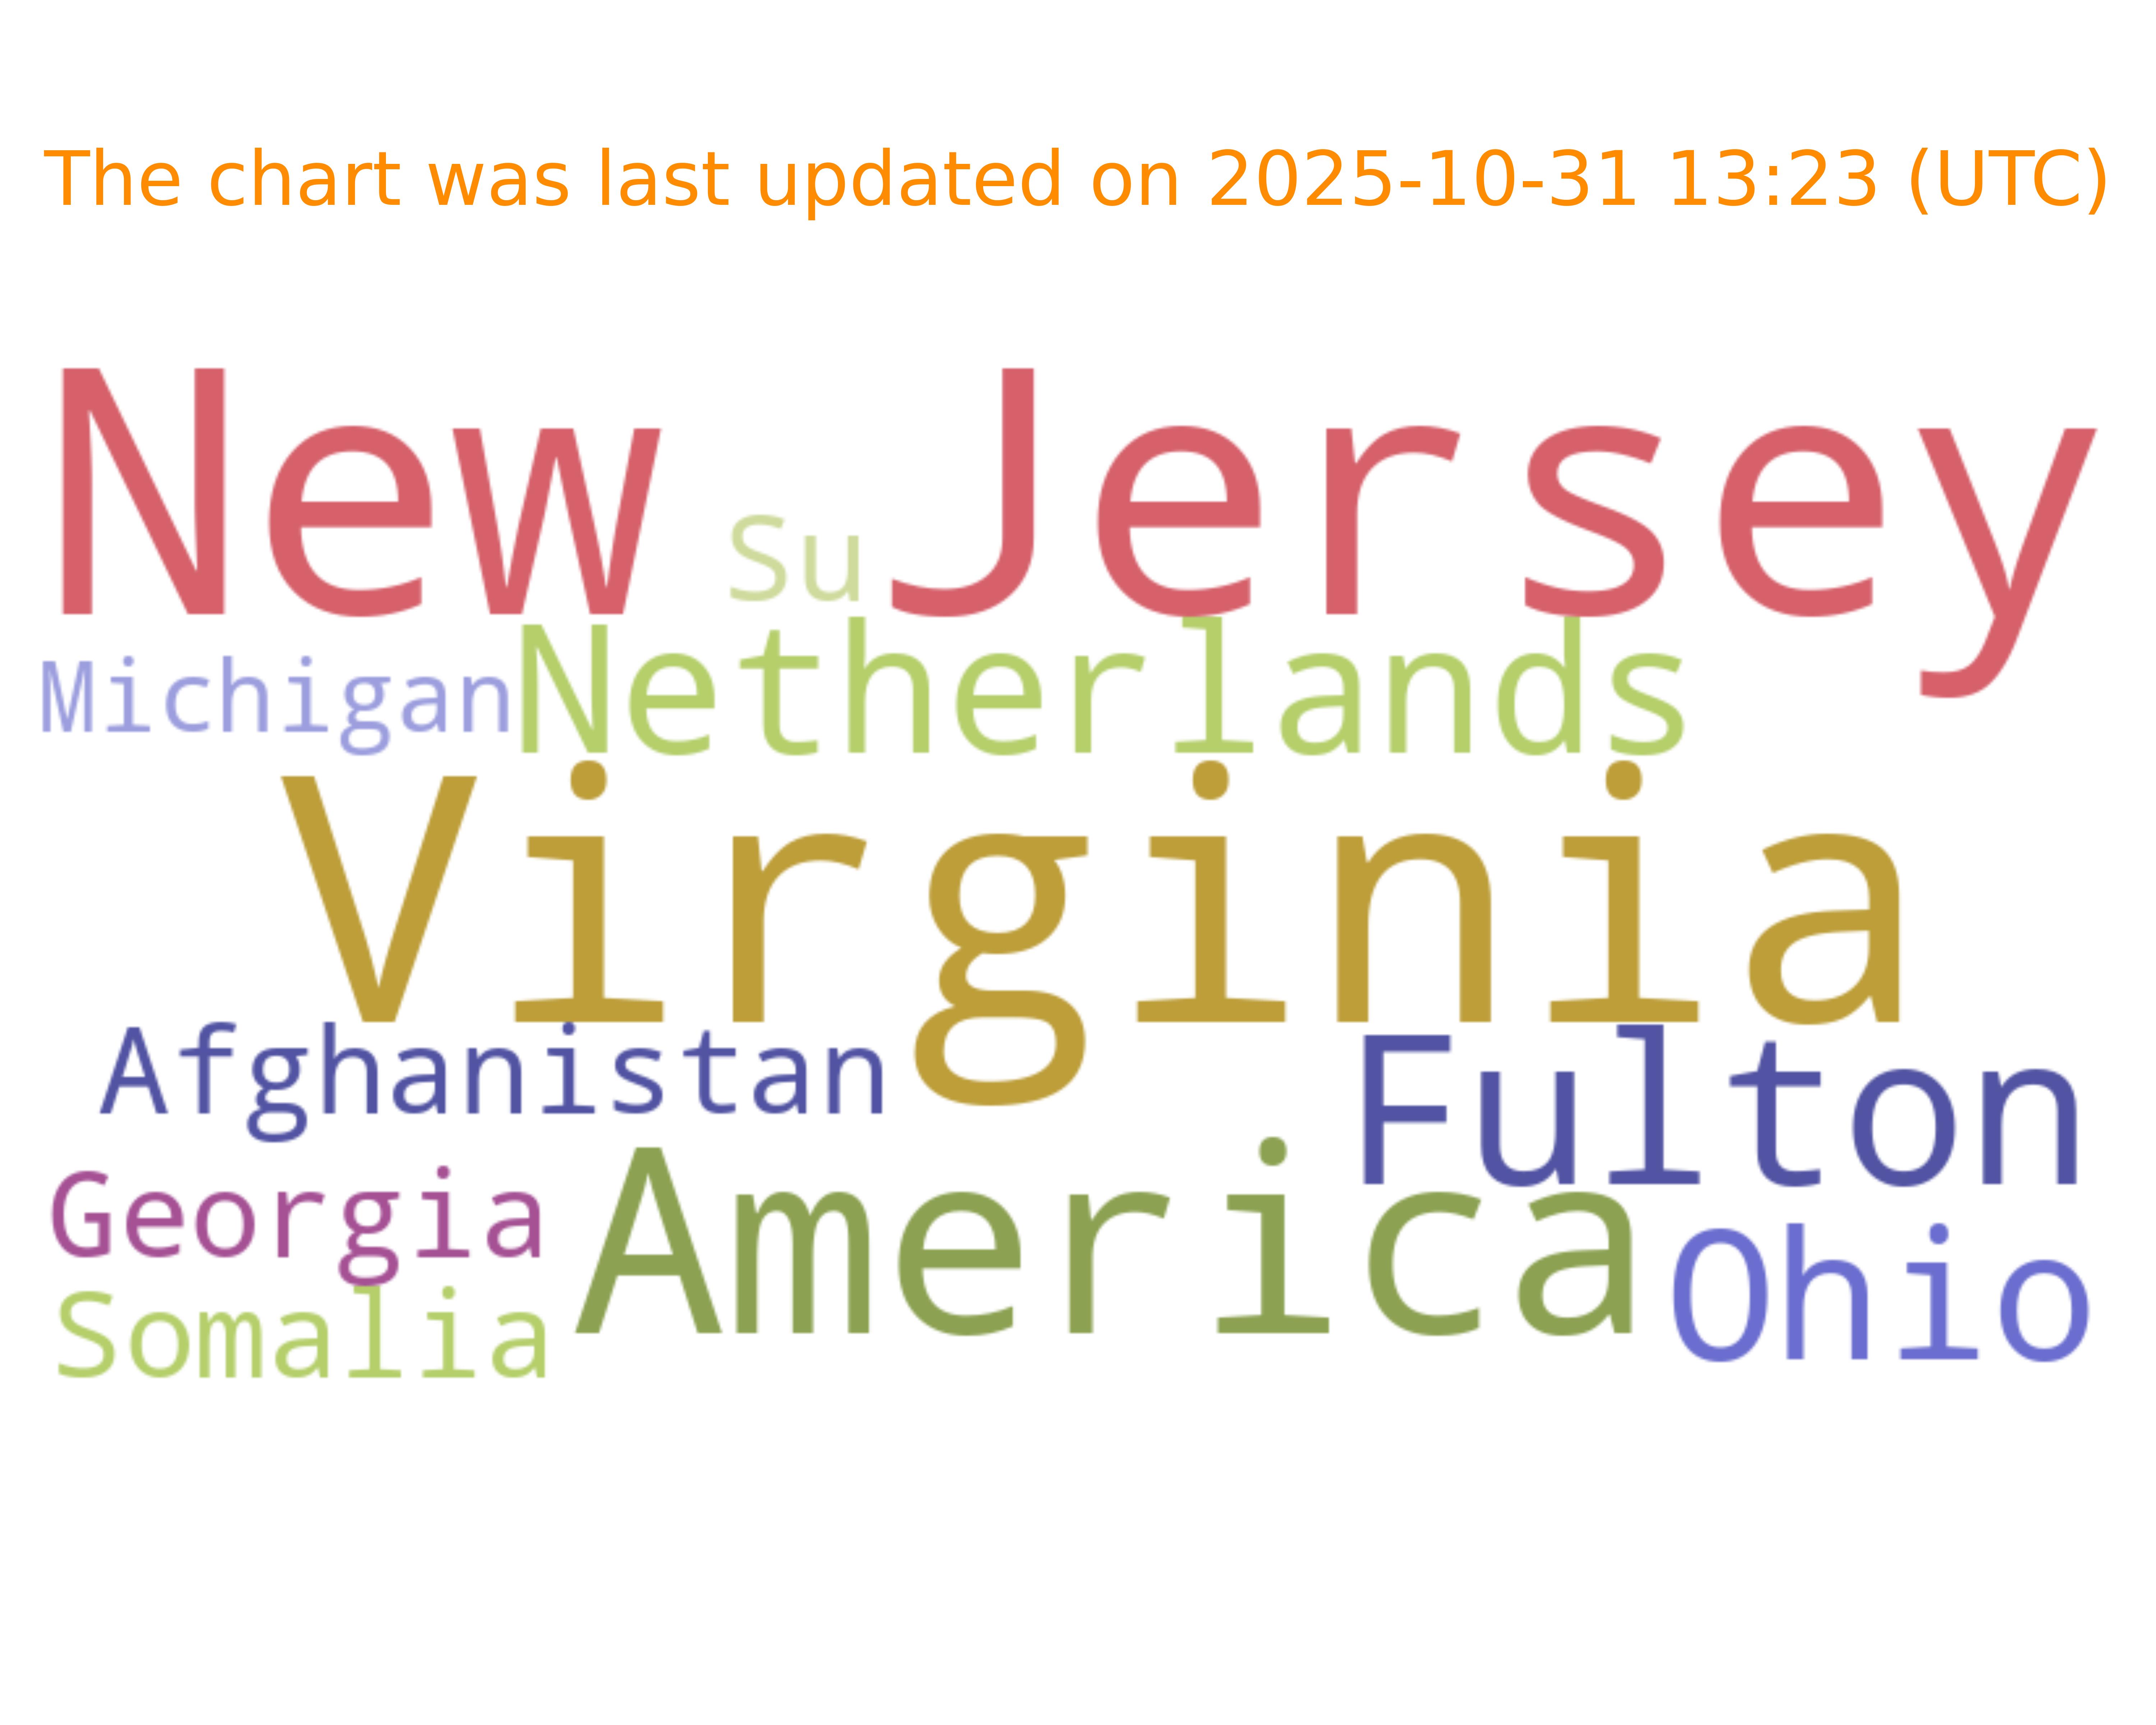 The chart was last updated on 2025-10-31 13:23 (UTC)
New Jersey
Su
Michigan Netherlands
Virginia
Afghanistan Fulton
Georgia America Ohio
Somalia